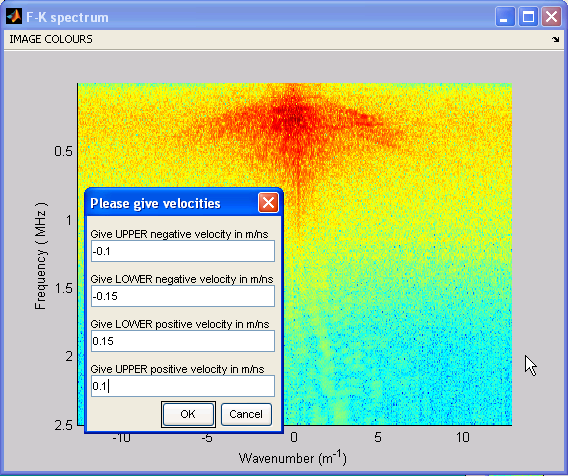 F-K spectrum
IMAGE COLOURS
Frequency ( MHz )
0.5
1
1.5
2
2.5
-10
-5
0
5
10
Wavenumber (m-1)
Please give velocities
Give UPPER negative velocity in m/ns
-0.1
Give LOWER negative velocity in m/ns
-0.15
Give LOWER positive velocity in m/ns
0.15
Give UPPER positive velocity in m/ns
0.1
OK
Cancel